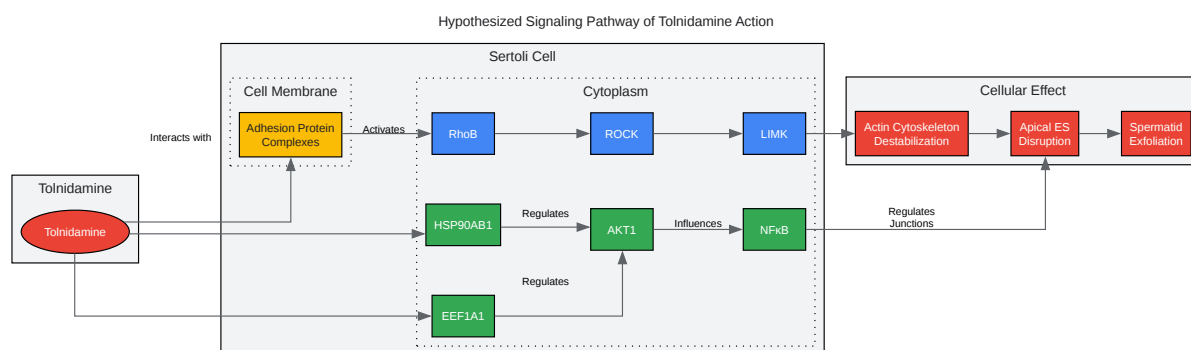 Hypothesized Signaling Pathway of Tolnidamine Action
Sertoli Cell
Cell Membrane
Cytoplasm
Cellular Effect
Interacts with
Adhesion Protein
Complexes
Activates
RhoB
ROCK
LIMK
Actin Cytoskeleton
Destabilization
Apical ES
Disruption
Spermatid
Exfoliation
Tolnidamine
Tolnidamine
HSP90AB1
Regulates
AKT1
Influences
NFκB
Regulates
Junctions
Regulates
EEF1A1